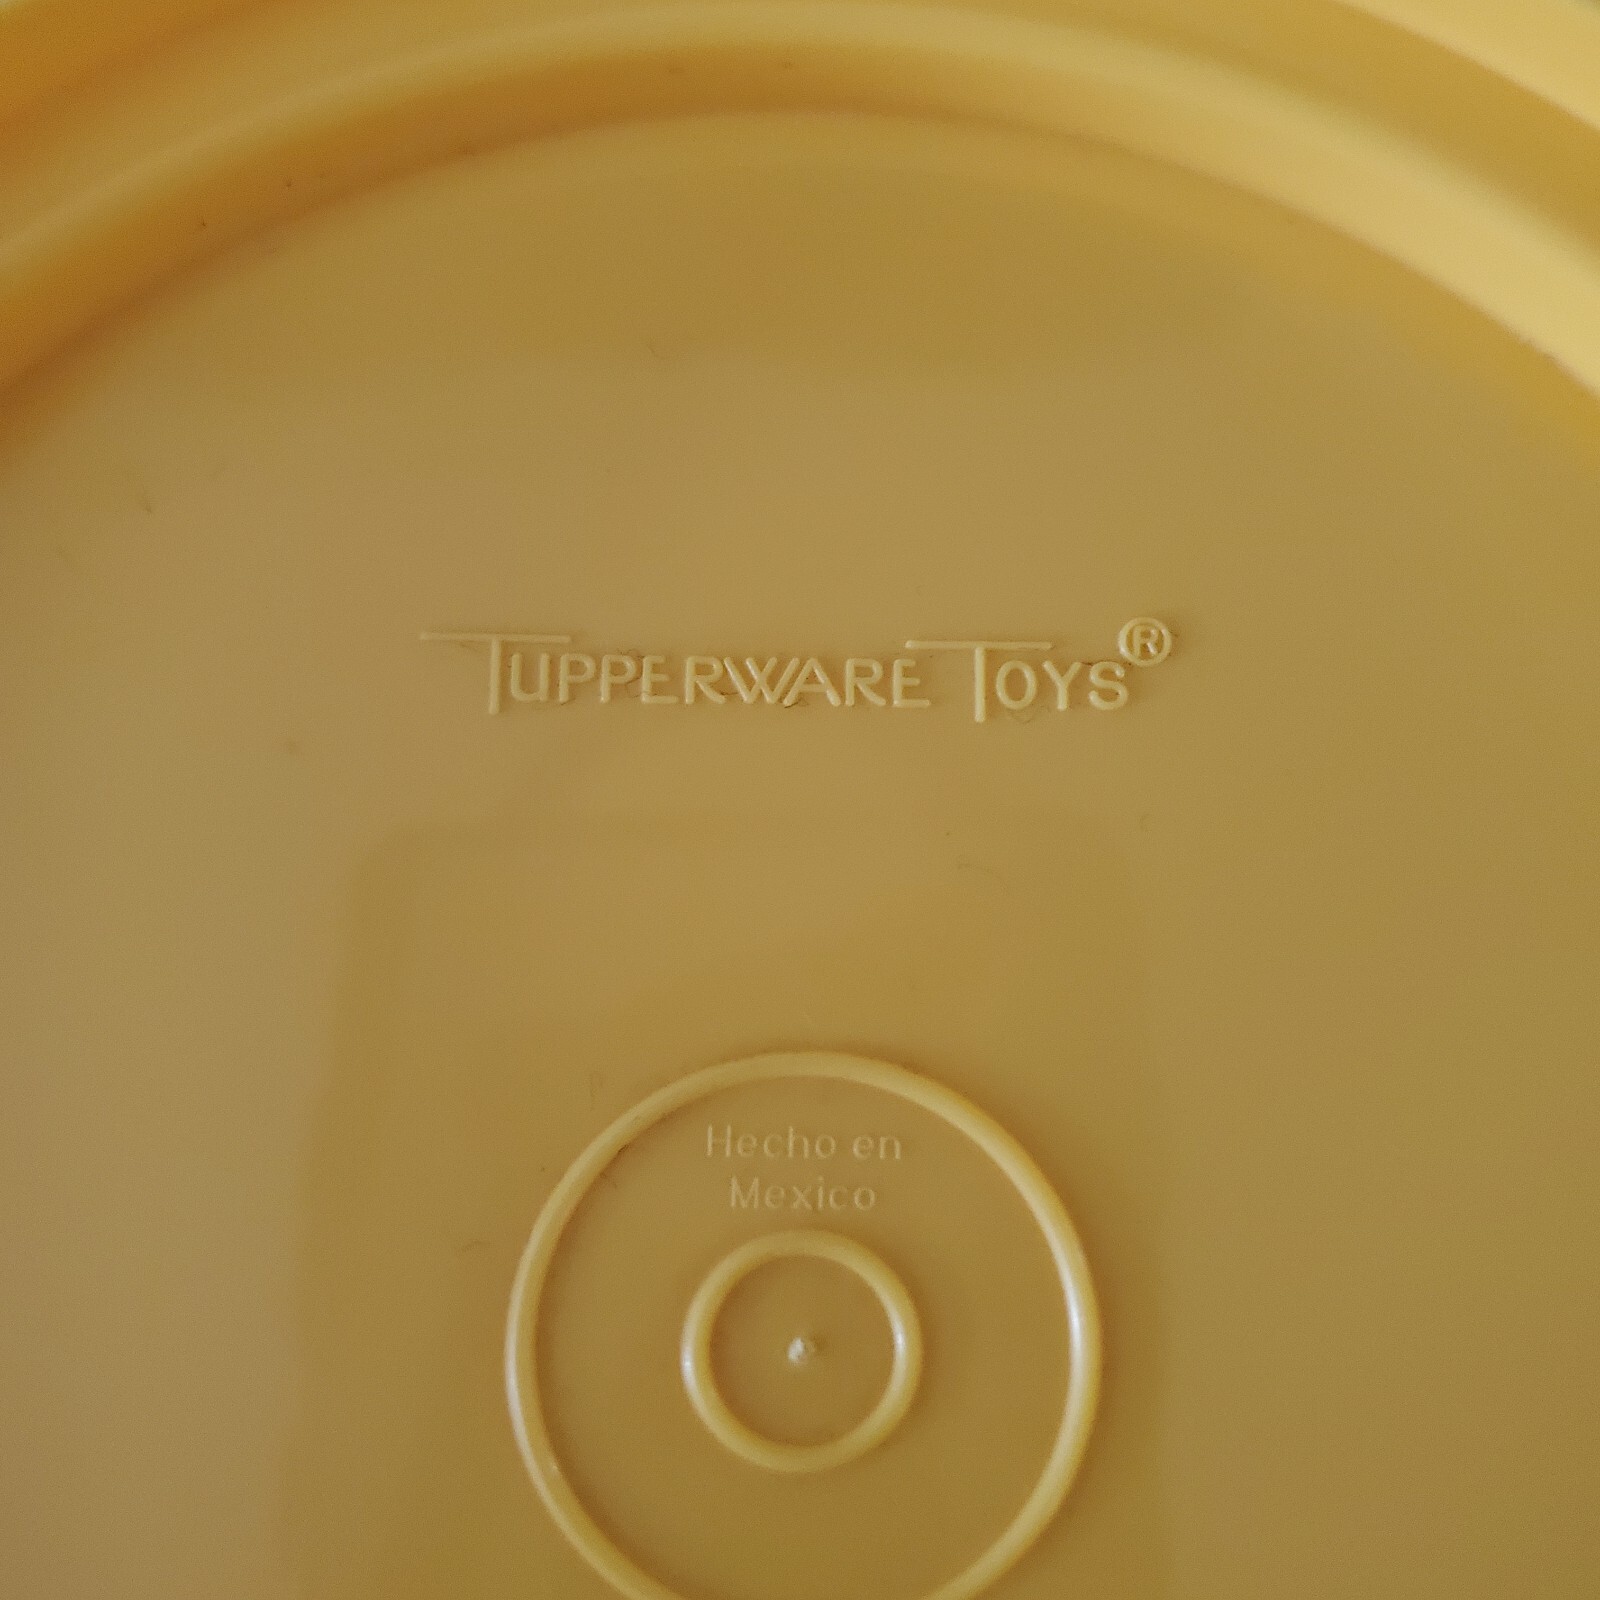 TUPPERWARE TOYS®
Hecho en
Mexico